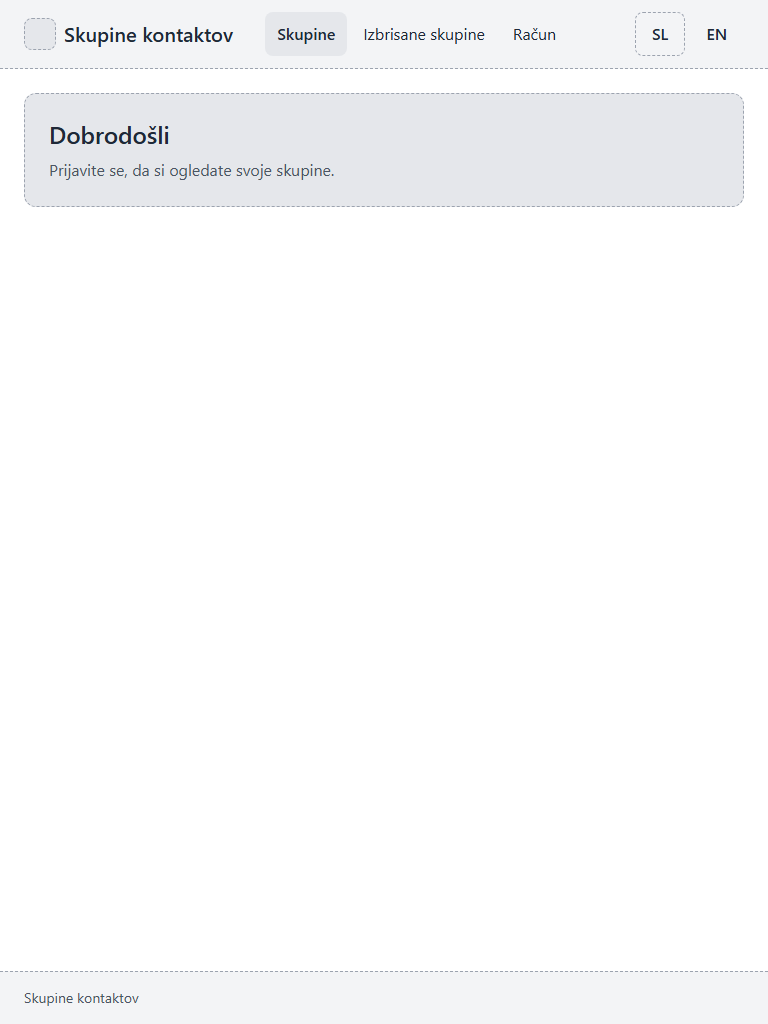 Skupine kontaktov Skupine Izbrisane skupine Račun SL EN
Dobrodošli
Prijavite se, da si ogledate svoje skupine.
Skupine kontaktov